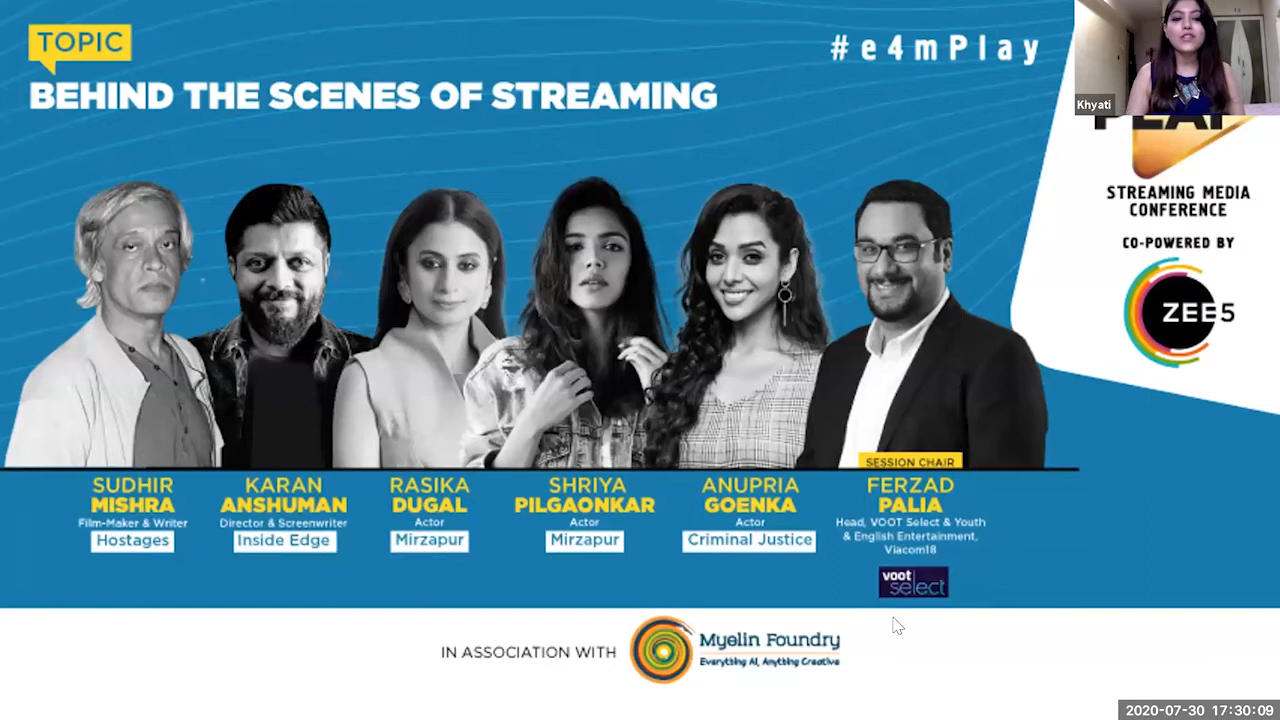 TOPIC
BEHIND THE SCENES OF STREAMING
#e4mPlay
Khyati
STREAMING MEDIA
CONFERENCE
CO-POWERED BY
ZEE5
SESSION CHAIR
SUDHIR
MISHRA
Film-Maker & Writer
Hostages
KARAN
ANSHUMAN
Director & Screenwriter
Inside Edge
RASIKA
DUGAL
Actor
Mirzapur
SHRIYA
PILGAONKAR
Actor
Mirzapur
ANUPRIA
GOENKA
Actor
Criminal Justice
FERZAD
PALIA
Head, VOOT Select & Youth
& English Entertainment,
Viacom18
voot
select
IN ASSOCIATION WITH
Myelin Foundry
Everything AI, Anything Creative
2020-07-30 17:30:09